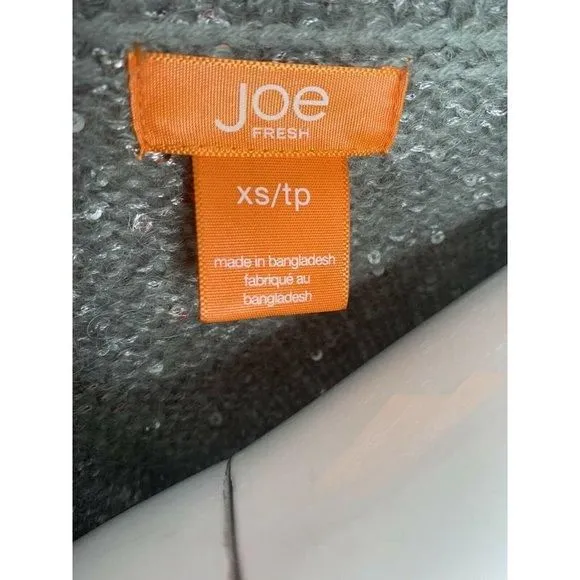 joe
FRESH
xs/tp
made in bangladesh
fabriqué au
bangladesh